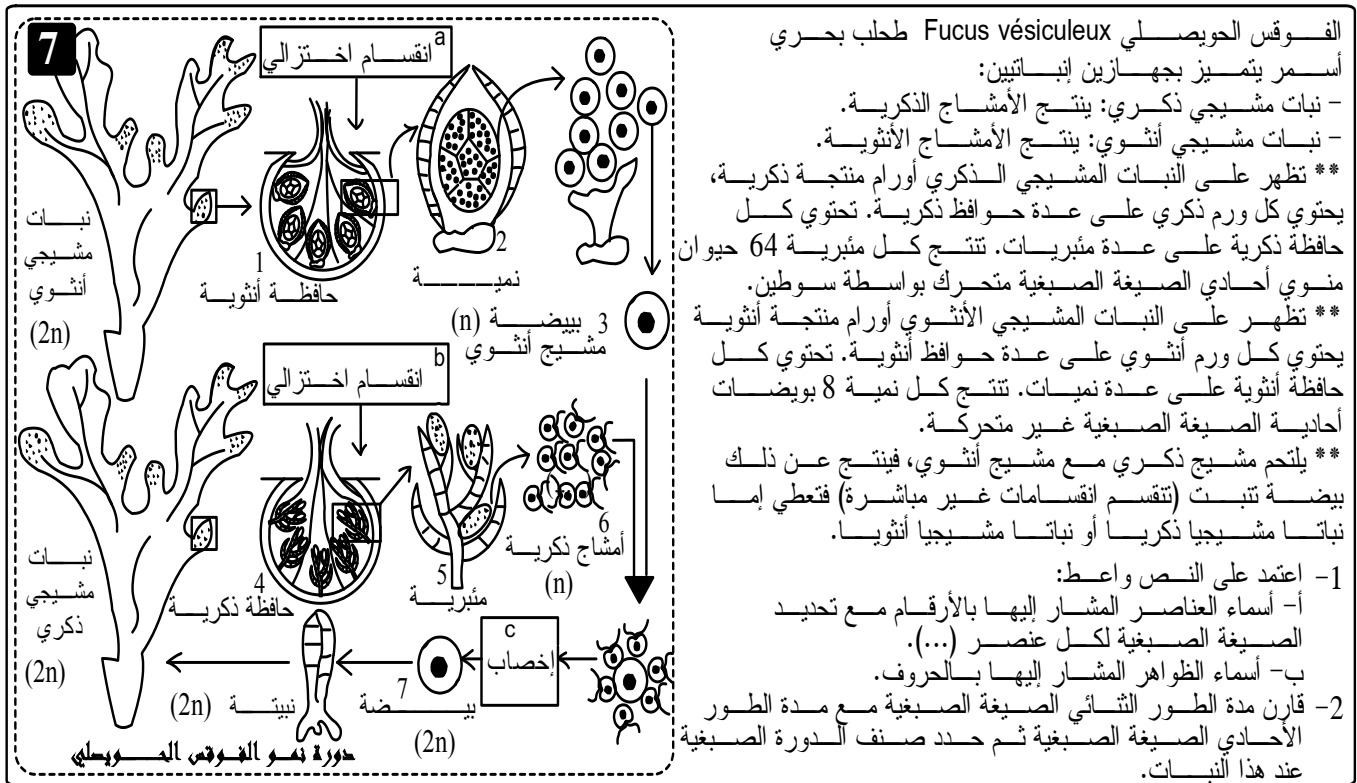 الفوقس الحويصلي Fucus vésiculeux طحلب بحري
أسمر يتميز بجهازين إنباتيين:
- نبات مشيجي ذكري: ينتج الأمشاج الذكرية.
- نبات مشيجي أنثوي: ينتج الأمشاج الأنثوية.
** تظهر على النبات المشيجي الذكري أورام منتجة ذكرية،
يحتوي كل ورم ذكري على عدة حوافظ ذكرية. تحتوي كل
حافظة ذكرية على عدة مئبريات. تنتج كل مئبرية 64 حيوان
منوي أحادي الصيغة الصبغية متحرك بواسطة سوطين.
** تظهر على النبات المشيجي الأنثوي أورام منتجة أنثوية
يحتوي كل ورم أنثوي على عدة حوافظ أنثوية. تحتوي كل
حافظة أنثوية على عدة نميات. تنتج كل نمية 8 بويضات
أحادية الصيغة الصبغية غير متحركة.
** يلتحم مشيج ذكري مع مشيج أنثوي، فينتج عن ذلك
بيضة تنبت (تنقسم انقسامات غير مباشرة) فتعطي إما
نباتا مشيجيا ذكريا أو نباتا مشيجيا أنثويا.
1- اعتمد على النص واعط:
أ- أسماء العناصر المشار إليها بالأرقام مع تحديد
الصيغة الصبغية لكل عنصر (...).
ب- أسماء الظواهر المشار إليها بالحروف.
2- قارن مدة الطور الثنائي الصيغة الصبغية مع مدة الطور
الأحادي الصيغة الصبغية ثم حدد صنف الدورة الصبغية
عند هذا النبات.
7
a
انقسام اختزالي
نبات
مشيجي
أنثوي
(2n)
1
حافظة أنثوية
2
نمية
3
بييضة (n)
مشيج أنثوي
b
انقسام اختزالي
نبات
مشيجي
ذكري
(2n)
4
حافظة ذكرية
5
مئبرية
6
أمشاج ذكرية
(n)
c
إخصاب
7
بيضة
(2n)
نبيتة (2n)
دورة نمو الفوقس الحويصلي